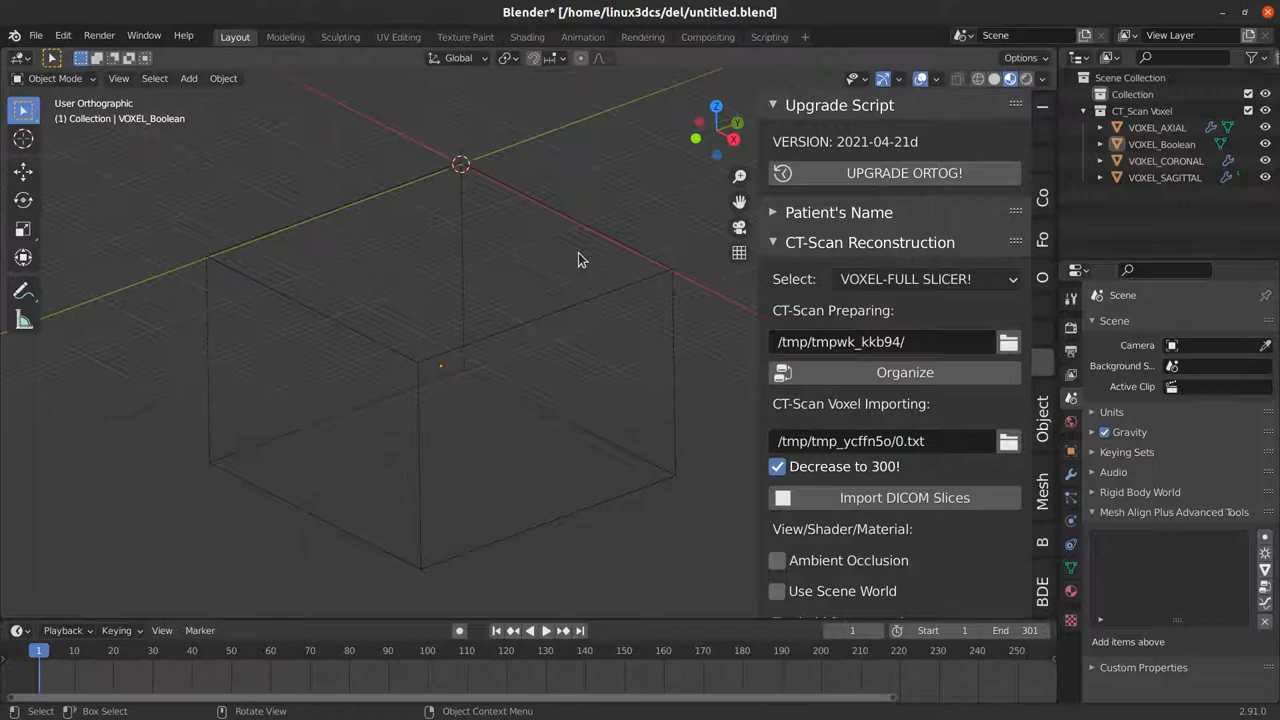 Blender* [/home/linux3dcs/del/untitled.blend]
File Edit Render Window Help Layout Modeling Sculpting UV Editing Texture Paint Shading Animation Rendering Compositing Scripting Scene View Layer
Global Options
Object Mode View Select Add Object
User Orthographic
(1) Collection | VOXEL_Boolean
Z
Y
X
Upgrade Script
VERSION: 2021-04-21d
UPGRADE ORTOG!
Patient's Name
CT-Scan Reconstruction
Select: VOXEL-FULL SLICER!
CT-Scan Preparing:
/tmp/tmpwk_kkb94/
Organize
CT-Scan Voxel Importing:
/tmp/tmp_ycffn5o/0.txt
Decrease to 300!
Import DICOM Slices
View/Shader/Material:
Ambient Occlusion
Use Scene World
I
Co
Fo
O
Object
Mesh
B
BDE
Scene Collection
Collection
CT_Scan Voxel
VOXEL_AXIAL
VOXEL_Boolean
VOXEL_CORONAL
VOXEL_SAGITTAL
Scene
Scene
Camera
Background S...
Active Clip
Units
Gravity
Keying Sets
Audio
Rigid Body World
Mesh Align Plus Advanced Tools
Add items above
Custom Properties
Playback Keying View Marker 1 Start 1 End 301
1 10 20 30 40 50 60 70 80 90 100 110 120 130 140 150 160 170 180 190 200 210 220 230 240 250
Select Box Select Rotate View Object Context Menu 2.91.0